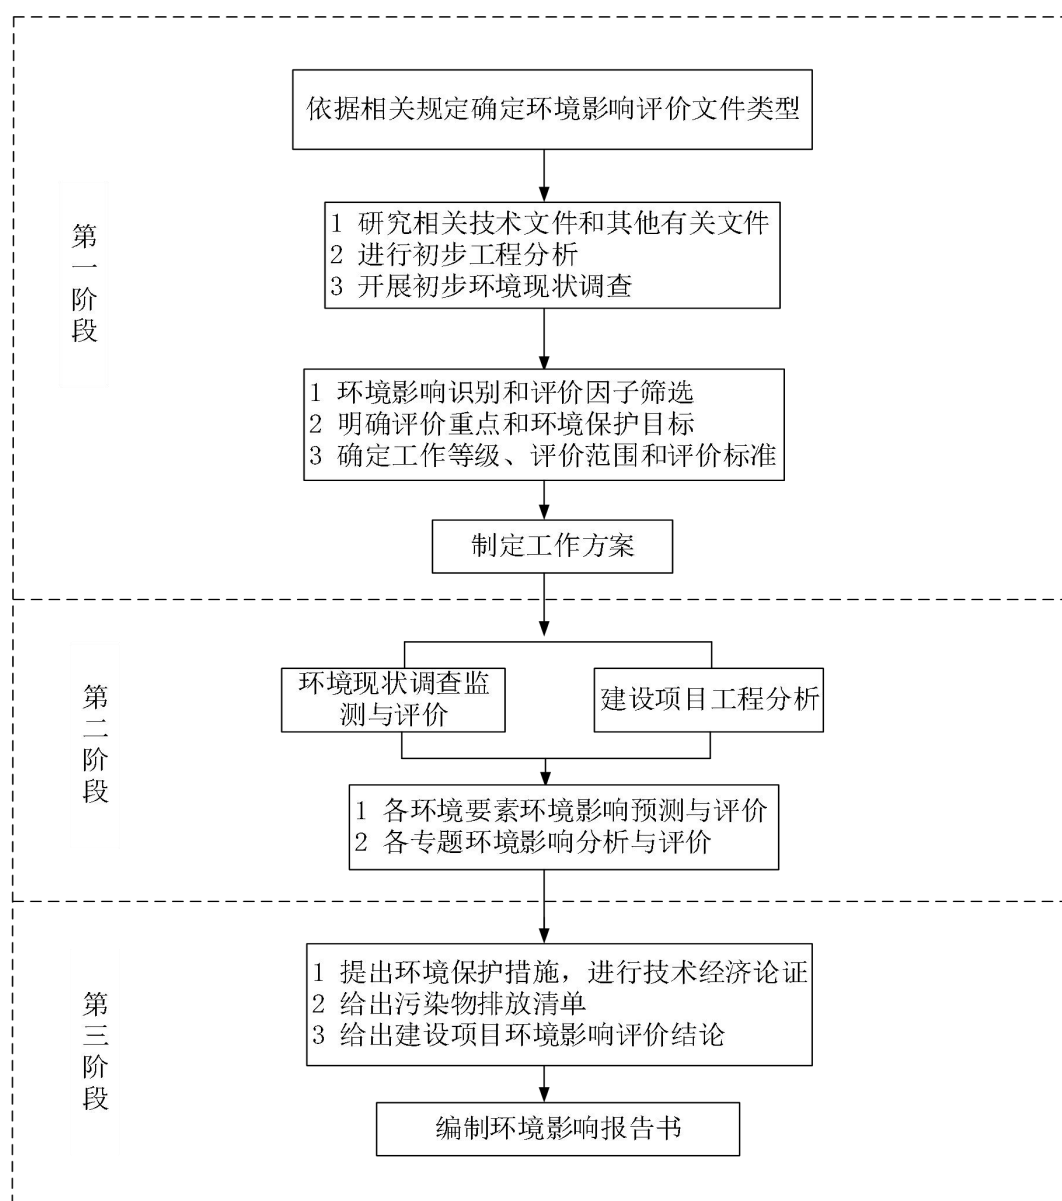 依据相关规定确定环境影响评价文件类型
第一阶段
1 研究相关技术文件和其他有关文件
2 进行初步工程分析
3 开展初步环境现状调查
1 环境影响识别和评价因子筛选
2 明确评价重点和环境保护目标
3 确定工作等级、评价范围和评价标准
制定工作方案
第二阶段
环境现状调查监
测与评价
建设项目工程分析
1 各环境要素环境影响预测与评价
2 各专题环境影响分析与评价
第三阶段
1 提出环境保护措施，进行技术经济论证
2 给出污染物排放清单
3 给出建设项目环境影响评价结论
编制环境影响报告书